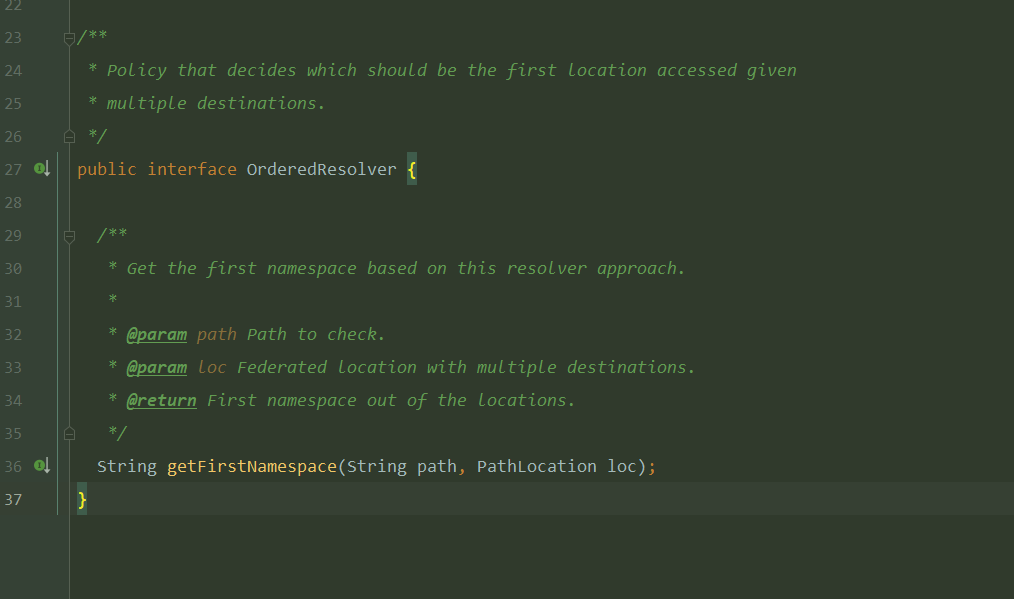 22
23 /**
24  * Policy that decides which should be the first location accessed given
25  * multiple destinations.
26  */
27 public interface OrderedResolver {
28
29   /**
30    * Get the first namespace based on this resolver approach.
31    *
32    * @param path Path to check.
33    * @param loc Federated location with multiple destinations.
34    * @return First namespace out of the locations.
35    */
36   String getFirstNamespace(String path, PathLocation loc);
37 }